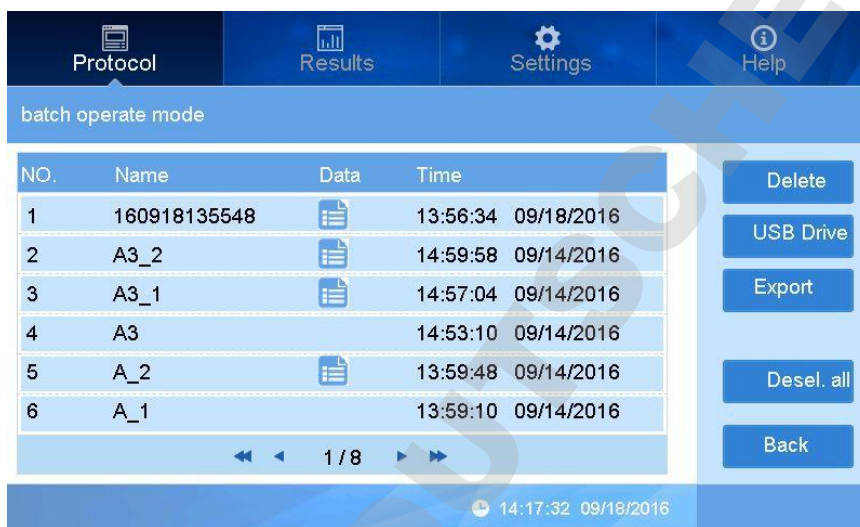 Protocol Results Settings Help
batch operate mode
NO. Name Data Time
1 160918135548 13:56:34 09/18/2016
2 A3_2 14:59:58 09/14/2016
3 A3_1 14:57:04 09/14/2016
4 A3 14:53:10 09/14/2016
5 A_2 13:59:48 09/14/2016
6 A_1 13:59:10 09/14/2016
1 / 8
Delete
USB Drive
Export
Desel. all
Back
14:17:32 09/18/2016